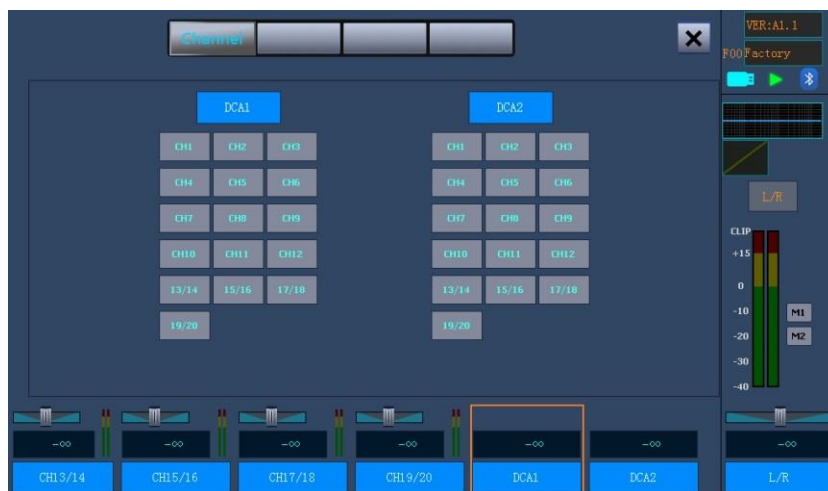 Channel
VER:A1.1
F00 Factory
DCA1 DCA2
CH1 CH2 CH3 CH1 CH2 CH3
CH4 CH5 CH6 CH4 CH5 CH6
CH7 CH8 CH9 CH7 CH8 CH9
CH10 CH11 CH12 CH10 CH11 CH12
13/14 15/16 17/18 13/14 15/16 17/18
19/20 19/20
L/R
CLIP
+15
0
-10 M1
-20 M2
-30
-40
-∞ -∞ -∞ -∞ -∞ -∞ -∞
CH13/14 CH15/16 CH17/18 CH19/20 DCA1 DCA2 L/R